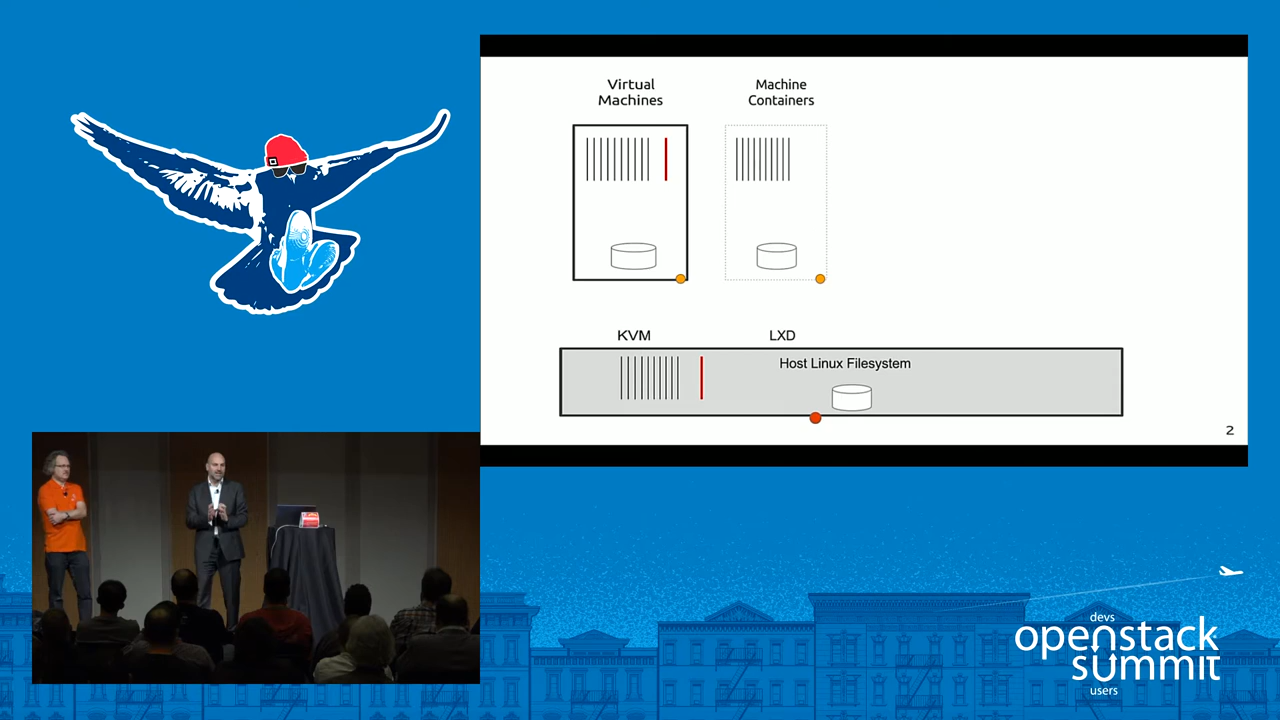 Virtual
Machines
Machine
Containers
KVM
LXD
Host Linux Filesystem
2
devs
openstack
summit
users